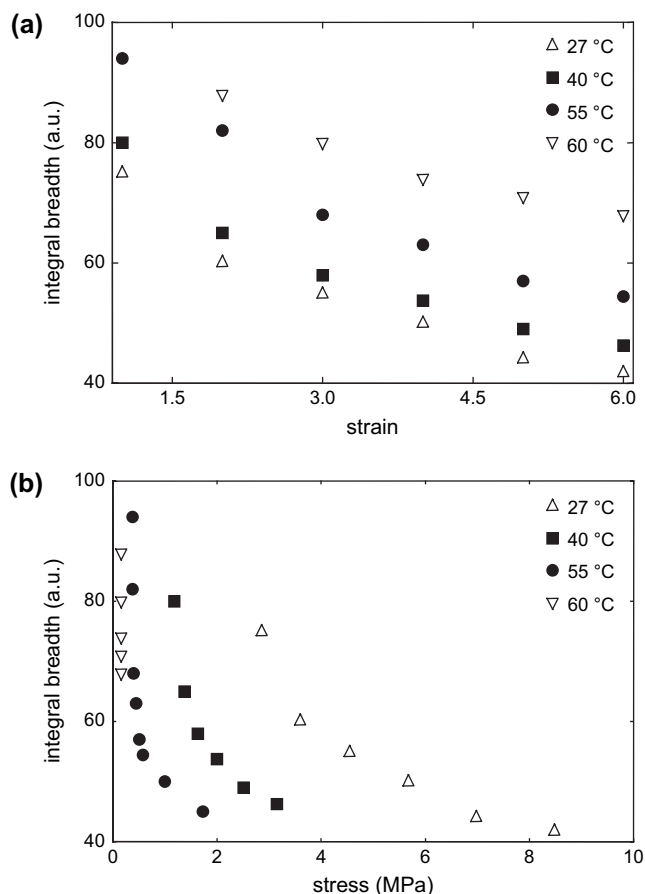 (a)
100
80
60
40
integral breadth (a.u.)
27 °C
40 °C
55 °C
60 °C
1.5 3.0 4.5 6.0
strain
(b)
100
80
60
40
integral breadth (a.u.)
27 °C
40 °C
55 °C
60 °C
0 2 4 6 8 10
stress (MPa)